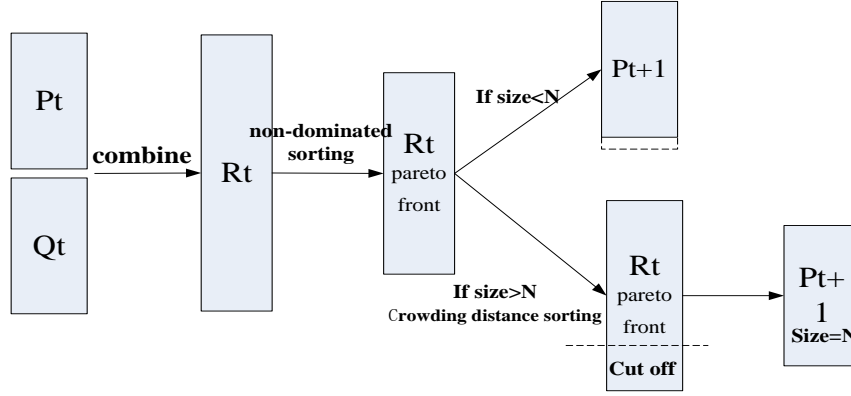 Pt
Qt
combine
Rt
non-dominated
sorting
Rt
pareto
front
If size<N
Pt+1
If size>N
Crowding distance sorting
Rt
pareto
front
Cut off
Pt+
1
Size=N